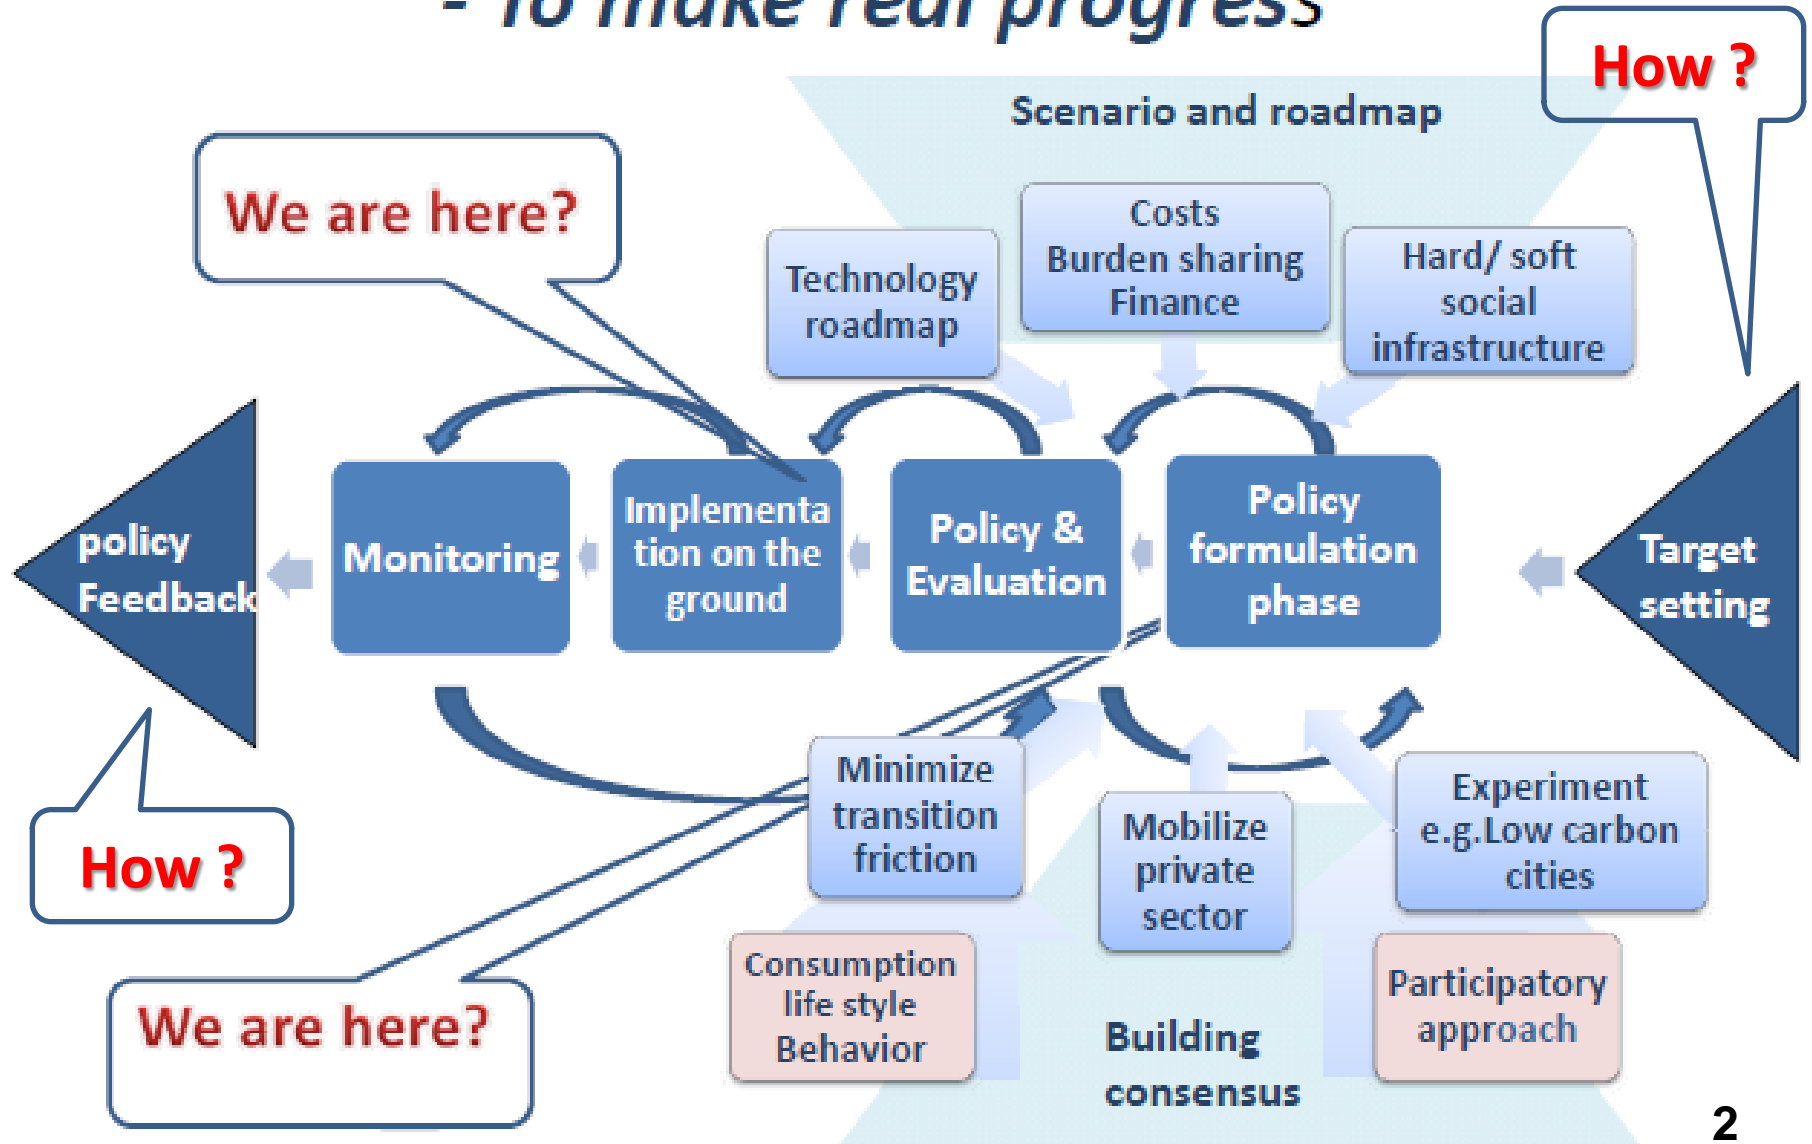 - To make real progress
How ?
Scenario and roadmap
We are here?
Costs
Burden sharing
Finance
Technology
roadmap
Hard/ soft
social
infrastructure
policy
Feedback
Monitoring
Implementa
tion on the
ground
Policy &
Evaluation
Policy
formulation
phase
Target
setting
How ?
Minimize
transition
friction
Mobilize
private
sector
Experiment
e.g.Low carbon
cities
We are here?
Consumption
life style
Behavior
Building
consensus
Participatory
approach
2